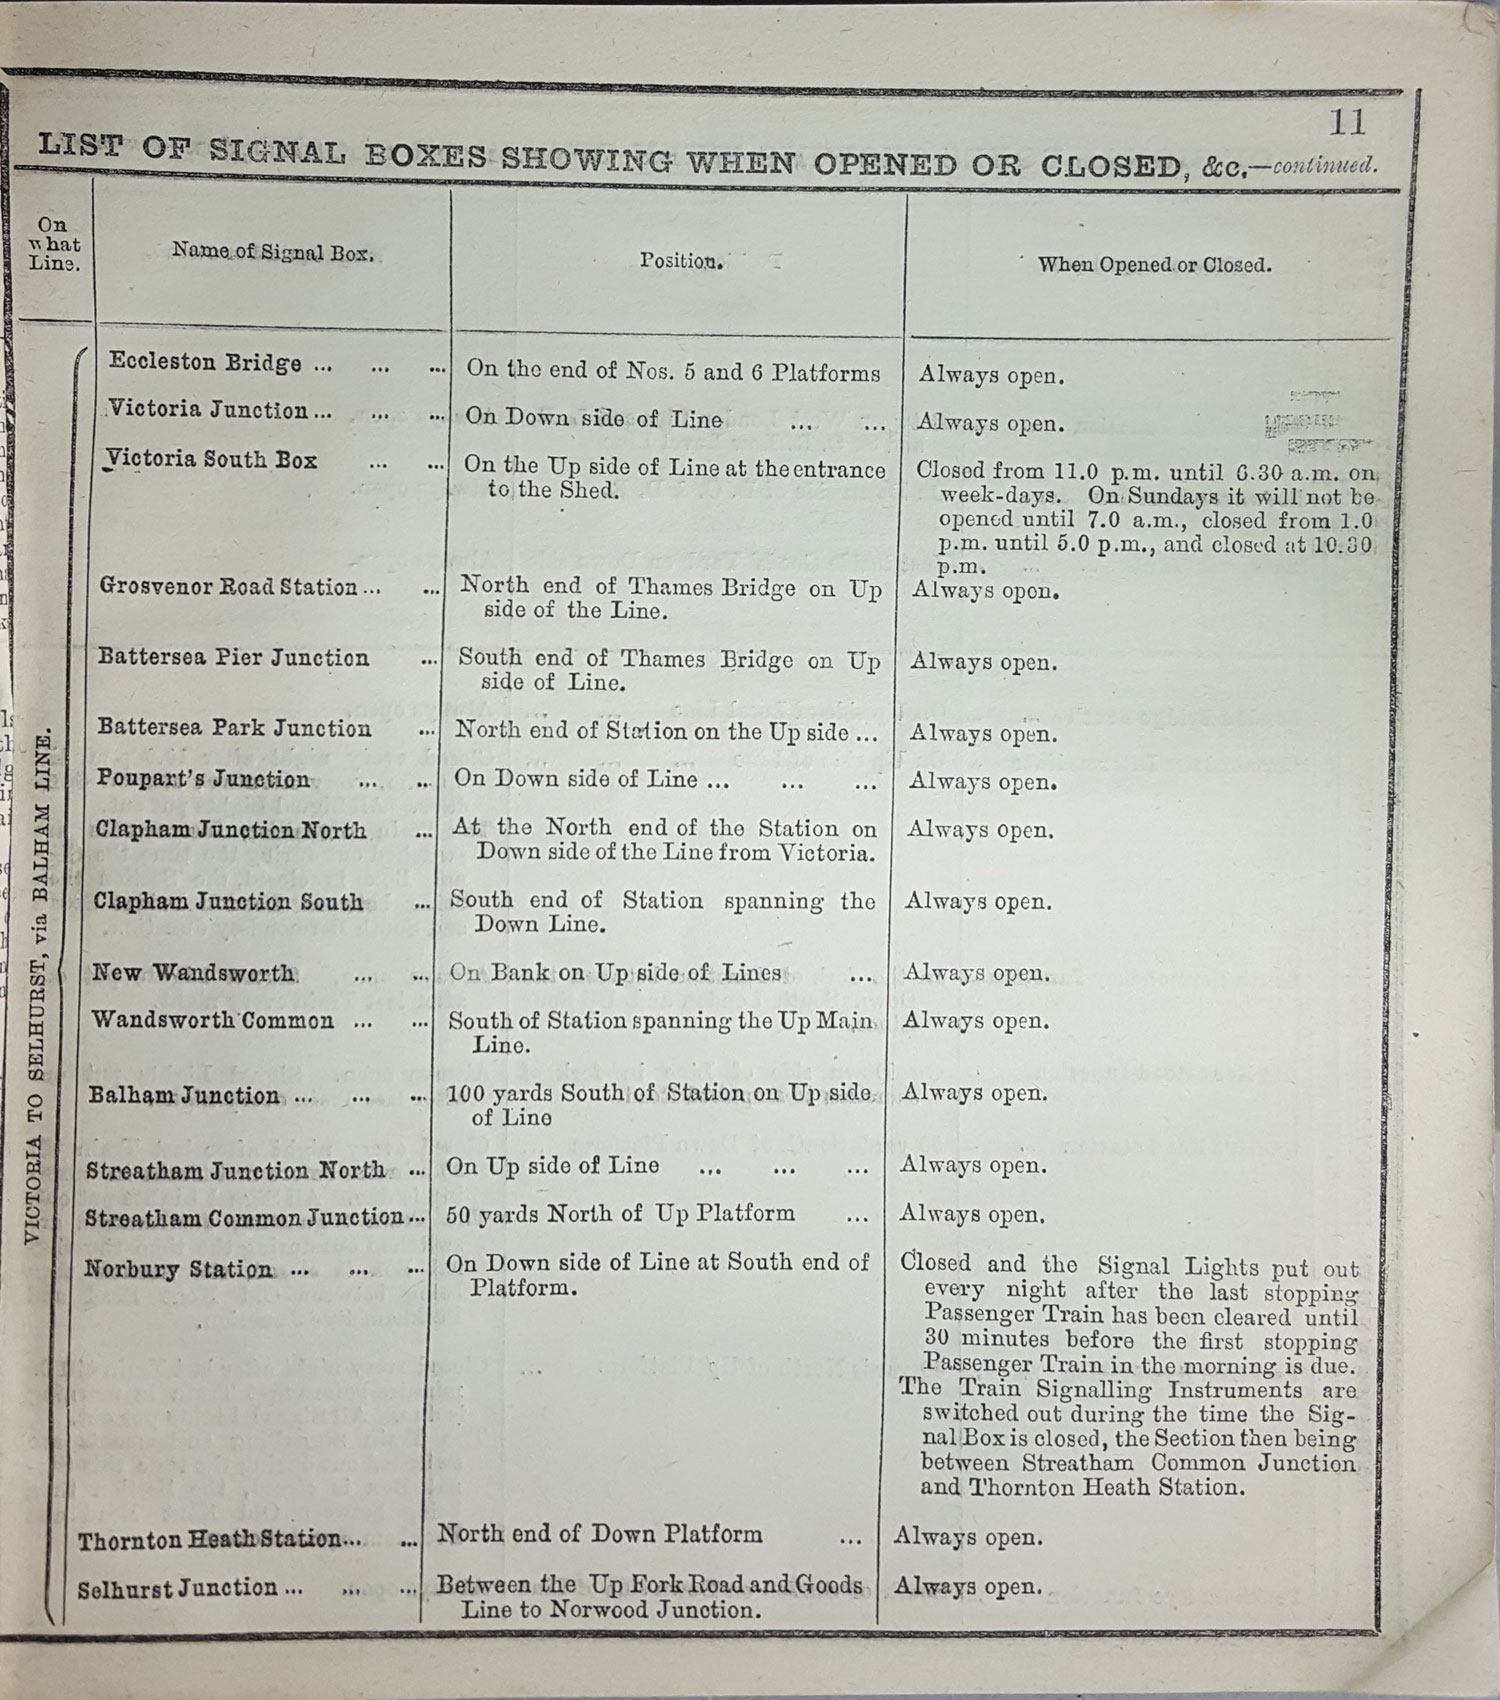 11
LIST OF SIGNAL BOXES SHOWING WHEN OPENED OR CLOSED, &c.—continued.
On
what
Line.
Name of Signal Box.
Position.
When Opened or Closed.
VICTORIA TO SELHURST, via BALHAM LINE.
Eccleston Bridge ... ... ... On the end of Nos. 5 and 6 Platforms Always open.
Victoria Junction ... ... ... On Down side of Line ... ... Always open.
Victoria South Box ... ... On the Up side of Line at the entrance Closed from 11.0 p.m. until 6.30 a.m. on
to the Shed. week-days. On Sundays it will not be
opened until 7.0 a.m., closed from 1.0
p.m. until 5.0 p.m., and closed at 10.30
p.m.
Grosvenor Road Station ... ... North end of Thames Bridge on Up Always open.
side of the Line.
Battersea Pier Junction ... South end of Thames Bridge on Up Always open.
side of Line.
Battersea Park Junction ... North end of Station on the Up side ... Always open.
Poupart's Junction ... ... On Down side of Line ... ... ... Always open.
Clapham Junction North ... At the North end of the Station on Always open.
Down side of the Line from Victoria.
Clapham Junction South ... South end of Station spanning the Always open.
Down Line.
New Wandsworth ... ... On Bank on Up side of Lines ... Always open.
Wandsworth Common ... ... South of Station spanning the Up Main Always open.
Line.
Balham Junction ... ... ... 100 yards South of Station on Up side Always open.
of Line
Streatham Junction North ... On Up side of Line ... ... ... Always open.
Streatham Common Junction ... 50 yards North of Up Platform ... Always open.
Norbury Station ... ... ... On Down side of Line at South end of Closed and the Signal Lights put out
Platform. every night after the last stopping
Passenger Train has been cleared until
30 minutes before the first stopping
Passenger Train in the morning is due.
The Train Signalling Instruments are
switched out during the time the Sig-
nal Box is closed, the Section then being
between Streatham Common Junction
and Thornton Heath Station.
Thornton Heath Station ... ... North end of Down Platform ... Always open.
Selhurst Junction ... ... ... Between the Up Fork Road and Goods Always open.
Line to Norwood Junction.